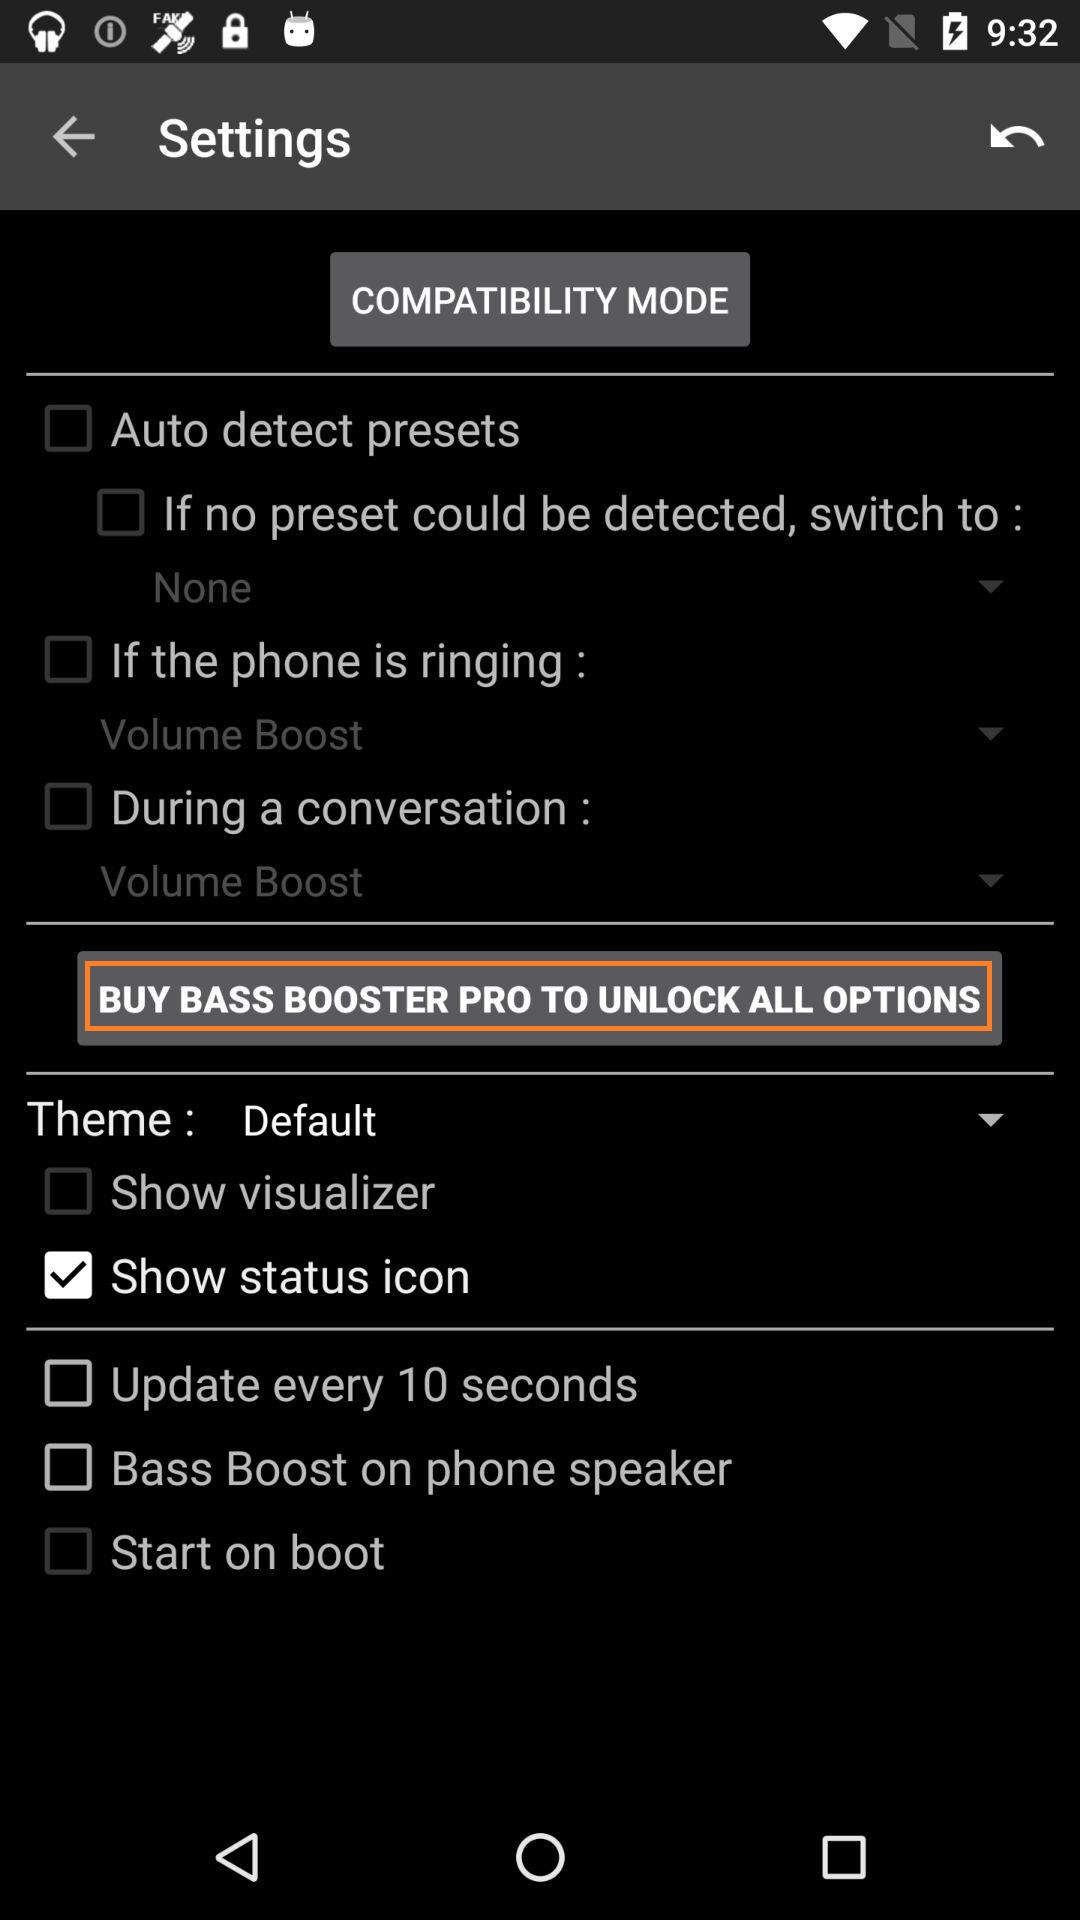 FAKE
9:32
Settings
COMPATIBILITY MODE
Auto detect presets
If no preset could be detected, switch to :
None
If the phone is ringing :
Volume Boost
During a conversation :
Volume Boost
BUY BASS BOOSTER PRO TO UNLOCK ALL OPTIONS
Theme : Default
Show visualizer
Show status icon
Update every 10 seconds
Bass Boost on phone speaker
Start on boot